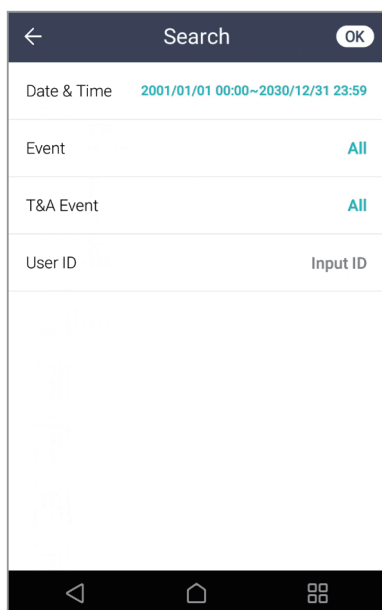 Search OK
Date & Time 2001/01/01 00:00~2030/12/31 23:59
Event All
T&A Event All
User ID Input ID